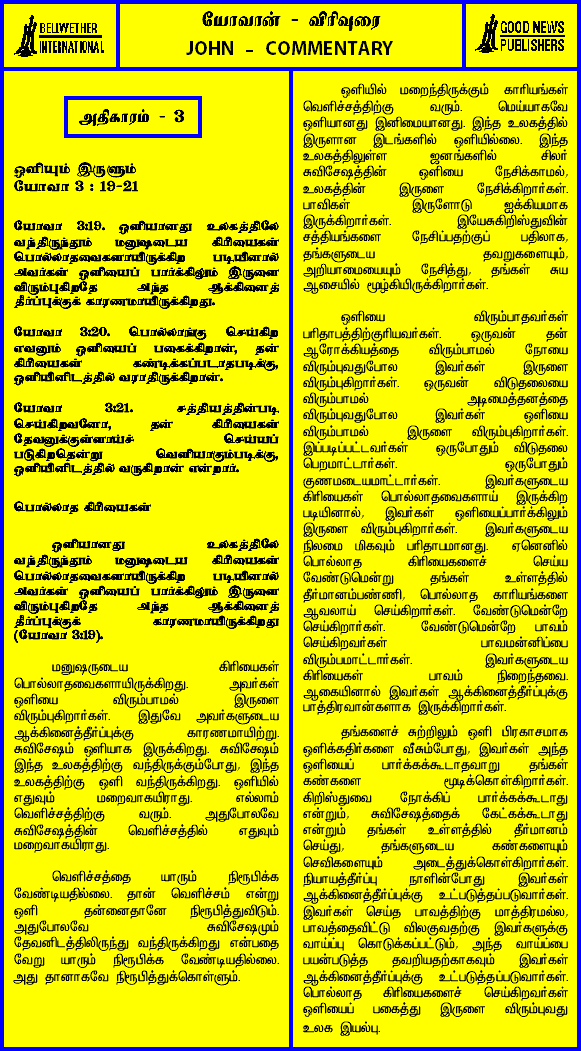 BELWETHER
INTERNATIONAL
யோவான் - விரிவுரை
JOHN - COMMENTARY
GOOD NEWS
PUBLISHERS
அதிகாரம் - 3
ஒளியும் இருளும்
யோவா 3 : 19-21
யோவா 3:19. ஒளியானது உலகத்திலே
வந்திருந்தும் மனுஷருடைய கிரியைகள்
பொல்லாதவைகளாயிருக்கிற படியினால்
அவர்கள் ஒளியைப் பார்க்கிலும் இருளை
விரும்புகிறதே அந்த ஆக்கினைத்
தீர்ப்புக்குக் காரணமாயிருக்கிறது.
யோவா 3:20. பொல்லாங்கு செய்கிற
எவனும் ஒளியைப் பகைக்கிறான், தன்
கிரியைகள் கண்டிக்கப்படாதபடிக்கு,
ஒளியினிடத்தில் வராதிருக்கிறான்.
யோவா 3:21. சத்தியத்தின்படி
செய்கிறவனோ, தன் கிரியைகள்
தேவனுக்குள்ளாய்ச் செய்யப்
படுகிறதென்று வெளியாகும்படிக்கு,
ஒளியினிடத்தில் வருகிறான் என்றார்.
பொல்லாத கிரியைகள்
ஒளியானது உலகத்திலே
வந்திருந்தும் மனுஷருடைய கிரியைகள்
பொல்லாதவைகளாயிருக்கிற படியினால்
அவர்கள் ஒளியைப் பார்க்கிலும் இருளை
விரும்புகிறதே அந்த ஆக்கினைத்
தீர்ப்புக்குக் காரணமாயிருக்கிறது
(யோவா 3:19).
மனுஷருடைய கிரியைகள்
பொல்லாதவைகளாயிருக்கிறது. அவர்கள்
ஒளியை விரும்பாமல் இருளை
விரும்புகிறார்கள். இதுவே அவர்களுடைய
ஆக்கினைத்தீர்ப்புக்கு காரணமாயிற்று.
சுவிசேஷம் ஒளியாக இருக்கிறது. சுவிசேஷம்
இந்த உலகத்திற்கு வந்திருக்கும்போது, இந்த
உலகத்திற்கு ஒளி வந்திருக்கிறது. ஒளியில்
எதுவும் மறைவாகயிராது. எல்லாம்
வெளிச்சத்திற்கு வரும். அதுபோலவே
சுவிசேஷத்தின் வெளிச்சத்தில் எதுவும்
மறைவாகயிராது.
வெளிச்சத்தை யாரும் நிரூபிக்க
வேண்டியதில்லை. தான் வெளிச்சம் என்று
ஒளி தன்னைதானே நிரூபித்துவிடும்.
அதுபோலவே சுவிசேஷமும்
தேவனிடத்திலிருந்து வந்திருக்கிறது என்பதை
வேறு யாரும் நிரூபிக்க வேண்டியதில்லை.
அது தானாகவே நிரூபித்துக்கொள்ளும்.
ஒளியில் மறைந்திருக்கும் காரியங்கள்
வெளிச்சத்திற்கு வரும். மெய்யாகவே
ஒளியானது இனிமையானது. இந்த உலகத்தில்
இருளான இடங்களில் ஒளியில்லை. இந்த
உலகத்திலுள்ள ஜனங்களில் சிலர்
சுவிசேஷத்தின் ஒளியை நேசிக்காமல்,
உலகத்தின் இருளை நேசிக்கிறார்கள்.
பாவிகள் இருளோடு ஐக்கியமாக
இருக்கிறார்கள். இயேசுகிறிஸ்துவின்
சத்தியங்களை நேசிப்பதற்குப் பதிலாக,
தங்களுடைய தவறுகளையும்,
அறியாமையையும் நேசித்து, தங்கள் சுய
ஆசையில் மூழ்கியிருக்கிறார்கள்.
ஒளியை விரும்பாதவர்கள்
பரிதாபத்திற்குரியவர்கள். ஒருவன் தன்
ஆரோக்கியத்தை விரும்பாமல் நோயை
விரும்புவதுபோல இவர்கள் இருளை
விரும்புகிறார்கள். ஒருவன் விடுதலையை
விரும்பாமல் அடிமைத்தனத்தை
விரும்புவதுபோல இவர்கள் ஒளியை
விரும்பாமல் இருளை விரும்புகிறார்கள்.
இப்படிப்பட்டவர்கள் ஒருபோதும் விடுதலை
பெறமாட்டார்கள். ஒருபோதும்
குணமடையமாட்டார்கள். இவர்களுடைய
கிரியைகள் பொல்லாதவைகளாய் இருக்கிற
படியினால், இவர்கள் ஒளியைப்பார்க்கிலும்
இருளை விரும்புகிறார்கள். இவர்களுடைய
நிலமை மிகவும் பரிதாபமானது. ஏனெனில்
பொல்லாத கிரியைகளைச் செய்ய
வேண்டுமென்று தங்கள் உள்ளத்தில்
தீர்மானம்பண்ணி, பொல்லாத காரியங்களை
ஆவலாய் செய்கிறார்கள். வேண்டுமென்றே
செய்கிறார்கள். வேண்டுமென்றே பாவம்
செய்கிறவர்கள் பாவமன்னிப்பை
விரும்பமாட்டார்கள். இவர்களுடைய
கிரியைகள் பாவம் நிறைந்தவை.
ஆகையினால் இவர்கள் ஆக்கினைத்தீர்ப்புக்கு
பாத்திரவான்களாக இருக்கிறார்கள்.
தங்களைச் சுற்றிலும் ஒளி பிரகாசமாக
ஒளிக்கதிர்களை வீசும்போது, இவர்கள் அந்த
ஒளியைப் பார்க்கக்கூடாதவாறு தங்கள்
கண்களை மூடிக்கொள்கிறார்கள்.
கிறிஸ்துவை நோக்கிப் பார்க்கக்கூடாது
என்றும், சுவிசேஷத்தைக் கேட்கக்கூடாது
என்றும் தங்கள் உள்ளத்தில் தீர்மானம்
செய்து, தங்களுடைய கண்களையும்
செவிகளையும் அடைத்துக்கொள்கிறார்கள்.
நியாயத்தீர்ப்பு நாளின்போது இவர்கள்
ஆக்கினைத்தீர்ப்புக்கு உட்படுத்தப்படுவார்கள்.
இவர்கள் செய்த பாவத்திற்கு மாத்திரமல்ல,
பாவத்தைவிட்டு விலகுவதற்கு இவர்களுக்கு
வாய்ப்பு கொடுக்கப்பட்டும், அந்த வாய்ப்பை
பயன்படுத்த தவறியதற்காகவும் இவர்கள்
ஆக்கினைத்தீர்ப்புக்கு உட்படுத்தப்படுவார்கள்.
பொல்லாத கிரியைகளைச் செய்கிறவர்கள்
ஒளியைப் பகைத்து இருளை விரும்புவது
உலக இயல்பு.